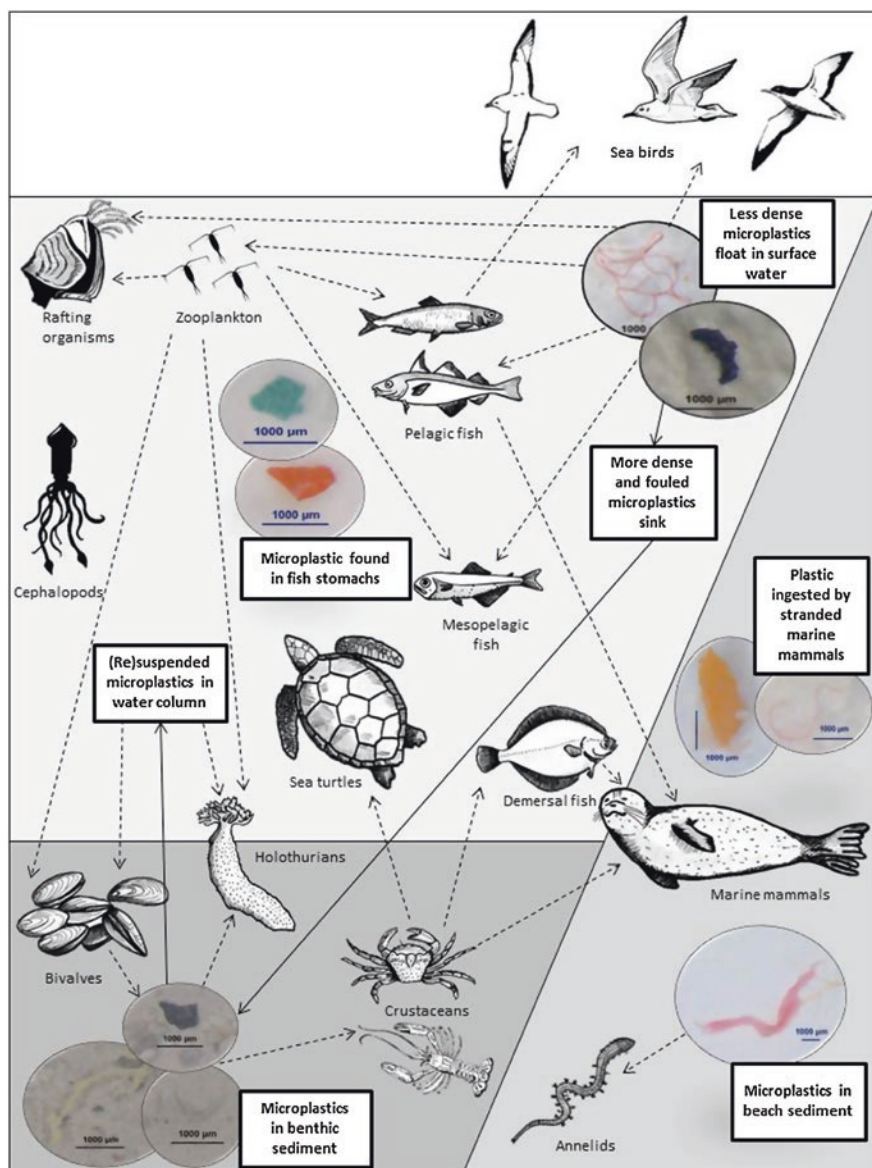 Sea birds
Less dense
microplastics
float in surface
water
Rafting
organisms
Zooplankton
1000
1000 µm
1000 µm
Pelagic fish
1000 µm
More dense
and fouled
microplastics
sink
Microplastic found
in fish stomachs
Cephalopods
Mesopelagic
fish
Plastic
ingested by
stranded
marine
mammals
(Re)suspended
microplastics in
water column
1000 µm
1000 µm
Sea turtles
Demersal fish
Holothurians
Marine mammals
Bivalves
Crustaceans
1000 µm
1000 µm
1000 µm
1000 µm
Microplastics
in benthic
sediment
Microplastics in
beach sediment
Annelids